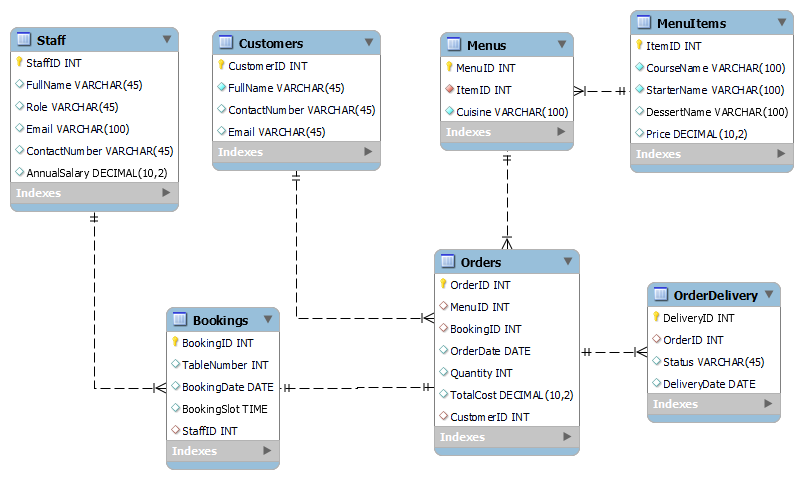 Staff
StaffID INT
FullName VARCHAR(45)
Role VARCHAR(45)
Email VARCHAR(100)
ContactNumber VARCHAR(45)
AnnualSalary DECIMAL(10,2)
Indexes
Customers
CustomerID INT
FullName VARCHAR(45)
ContactNumber VARCHAR(45)
Email VARCHAR(45)
Indexes
Menus
MenuID INT
ItemID INT
Cuisine VARCHAR(100)
Indexes
MenuItems
ItemID INT
CourseName VARCHAR(100)
StarterName VARCHAR(100)
DessertName VARCHAR(100)
Price DECIMAL(10,2)
Indexes
Bookings
BookingID INT
TableNumber INT
BookingDate DATE
BookingSlot TIME
StaffID INT
Indexes
Orders
OrderID INT
MenuID INT
BookingID INT
OrderDate DATE
Quantity INT
TotalCost DECIMAL(10,2)
CustomerID INT
Indexes
OrderDelivery
DeliveryID INT
OrderID INT
Status VARCHAR(45)
DeliveryDate DATE
Indexes